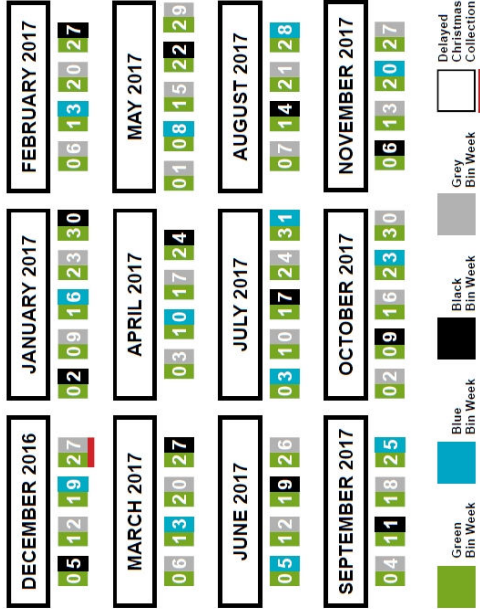 DECEMBER 2016
05 12 19 27
JANUARY 2017
02 09 16 23 30
FEBRUARY 2017
06 13 20 27
MARCH 2017
06 13 20 27
APRIL 2017
03 10 17 24
MAY 2017
01 08 15 22 29
JUNE 2017
05 12 19 26
JULY 2017
03 10 17 24 31
AUGUST 2017
07 14 21 28
SEPTEMBER 2017
04 11 18 25
OCTOBER 2017
02 09 16 23 30
NOVEMBER 2017
06 13 20 27
Green
Bin Week
Blue
Bin Week
Black
Bin Week
Grey
Bin Week
Delayed
Christmas
Collection